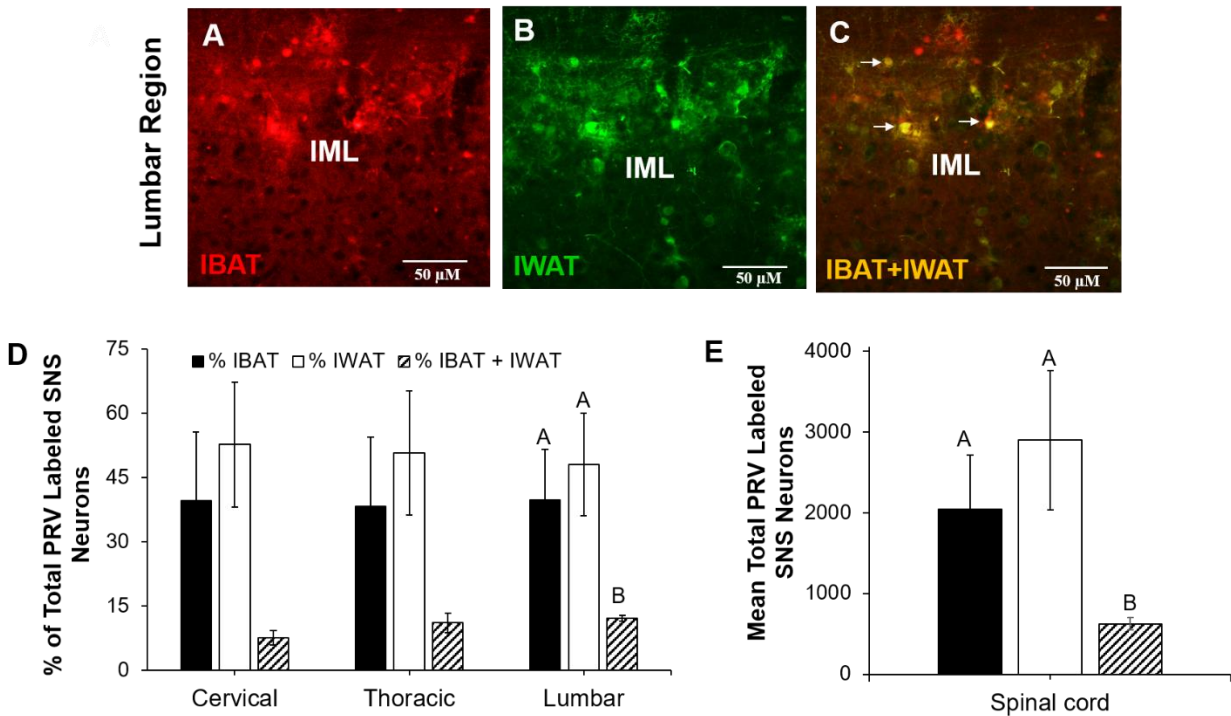 Lumbar Region
A
IML
IBAT
50 µM
B
IML
IWAT
50 µM
C
IML
IBAT+IWAT
50 µM
D
% of Total PRV Labeled SNS
Neurons
75
60
45
30
15
0
% IBAT
% IWAT
% IBAT + IWAT
A
A
B
Cervical
Thoracic
Lumbar
E
Mean Total PRV Labeled
SNS Neurons
4000
3000
2000
1000
0
A
A
B
Spinal cord